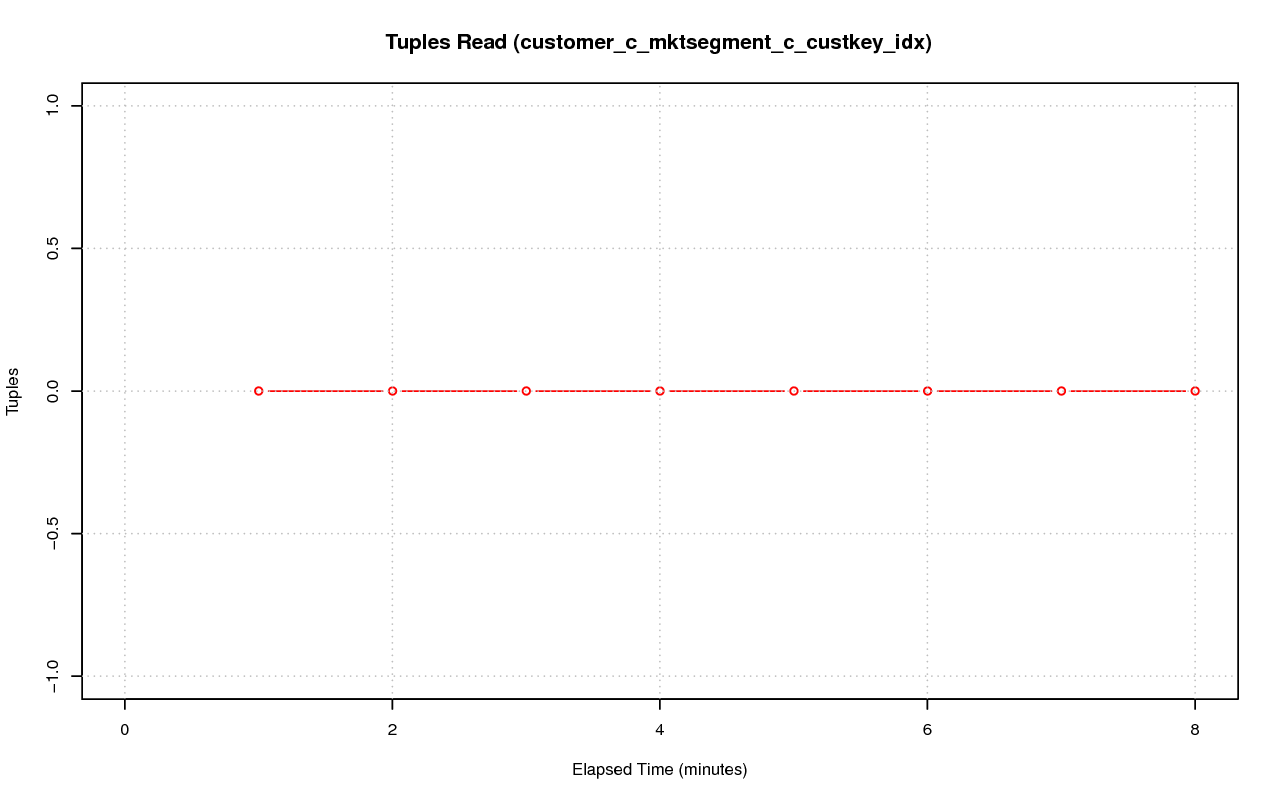 Tuples Read (customer_c_mktsegment_c_custkey_idx)
1.0
0.5
0.0
−0.5
−1.0
Tuples
0 2 4 6 8
Elapsed Time (minutes)